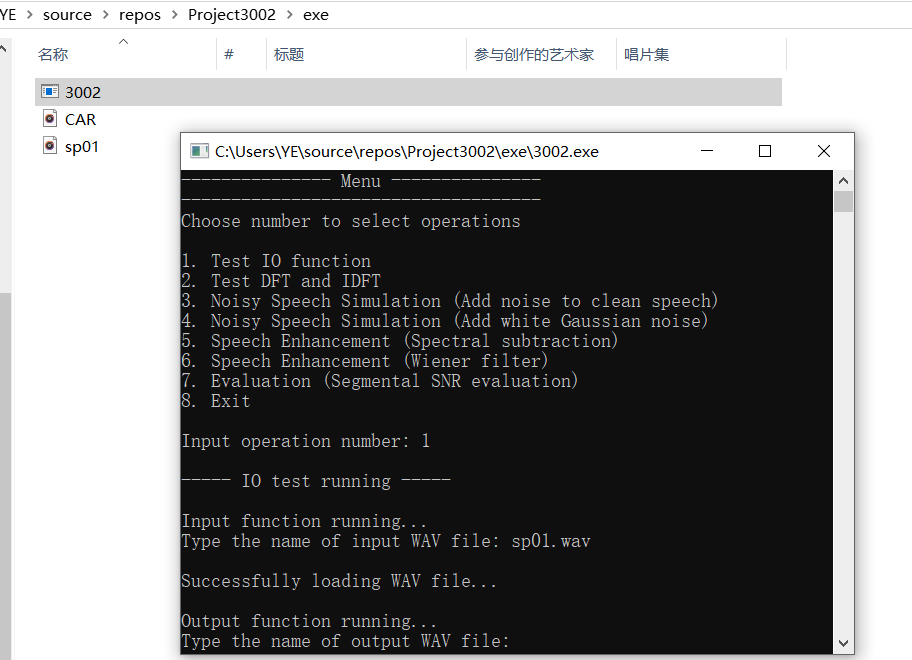 YE > source > repos > Project3002 > exe
名称 # 标题 参与创作的艺术家 唱片集
3002
CAR
sp01
C:\Users\YE\source\repos\Project3002\exe\3002.exe
--------------- Menu ---------------
------------------------------------
Choose number to select operations
1. Test IO function
2. Test DFT and IDFT
3. Noisy Speech Simulation (Add noise to clean speech)
4. Noisy Speech Simulation (Add white Gaussian noise)
5. Speech Enhancement (Spectral subtraction)
6. Speech Enhancement (Wiener filter)
7. Evaluation (Segmental SNR evaluation)
8. Exit
Input operation number: 1
----- IO test running -----
Input function running...
Type the name of input WAV file: sp01.wav
Successfully loading WAV file...
Output function running...
Type the name of output WAV file: